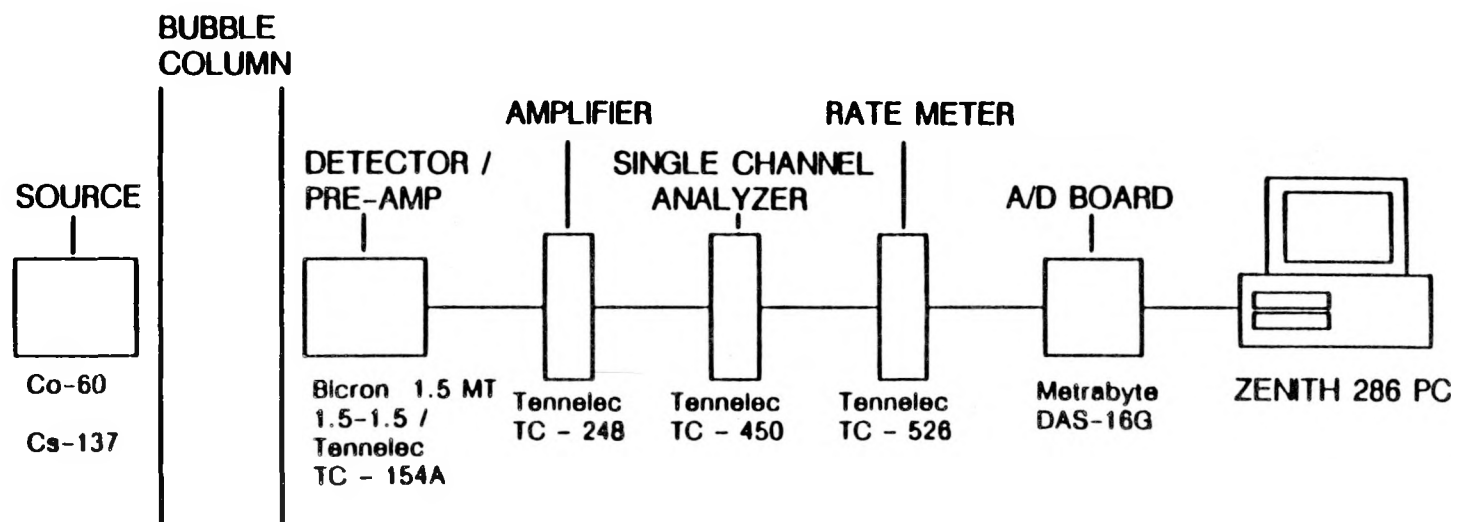 BUBBLE
COLUMN
AMPLIFIER
RATE METER
DETECTOR /
PRE-AMP
SINGLE CHANNEL
ANALYZER
SOURCE
A/D BOARD
Co-60
Cs-137
Bicron 1.5 MT
1.5-1.5 /
Tennelec
TC - 154A
Tennelec
TC - 248
Tennelec
TC - 450
Tennelec
TC - 526
Metrabyte
DAS-16G
ZENITH 286 PC